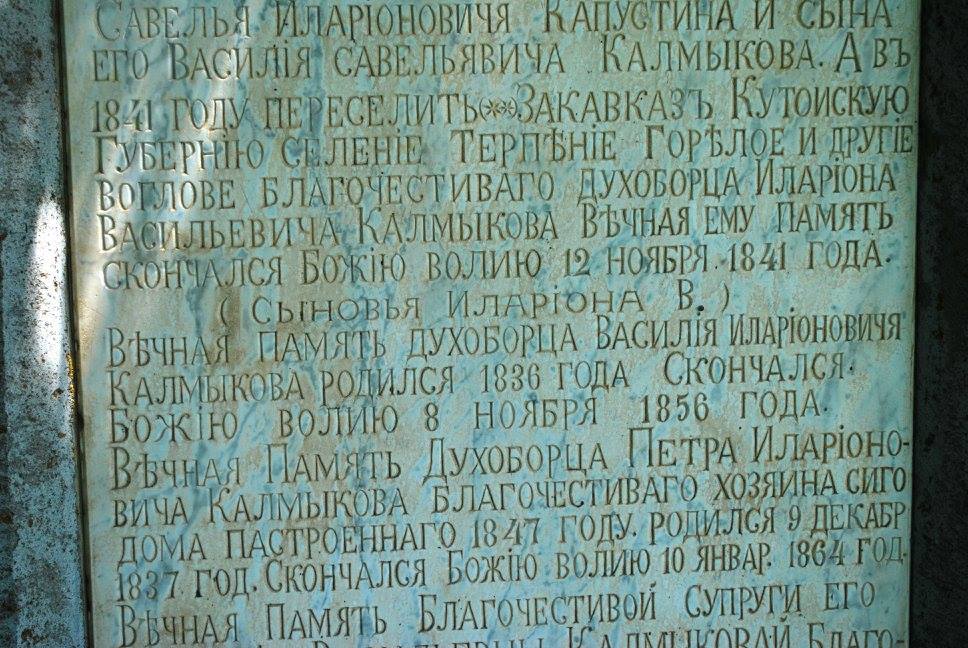 Савелья Иларіоновичя Капустина и сына
его Василія Савельявича Калмыкова. А въ
1841 году переселить Закавказъ Кутоискую
Губернію селеніе Терпѣніе Горѣлое и другіе
воглове благочестиваго духоборца Иларіона
Васильевича Калмыкова Вѣчная ему память
скончался Божію волию 12 ноября 1841 года.
(Сыновья Иларіона В.)
Вѣчная память духоборца Василія Иларіоновичя
Калмыкова родился 1836 года Скончался
Божію волию 8 ноября 1856 года.
Вѣчная память Духоборца Петра Иларіоно-
вича Калмыкова благочестиваго хозяина сиго
дома пастроеннаго 1847 году. родился 9 декабр
1837 год. Скончался Божію волию 10 январ. 1864 год.
Вѣчная память благочестивой супруги его
Калмыковай Благо-